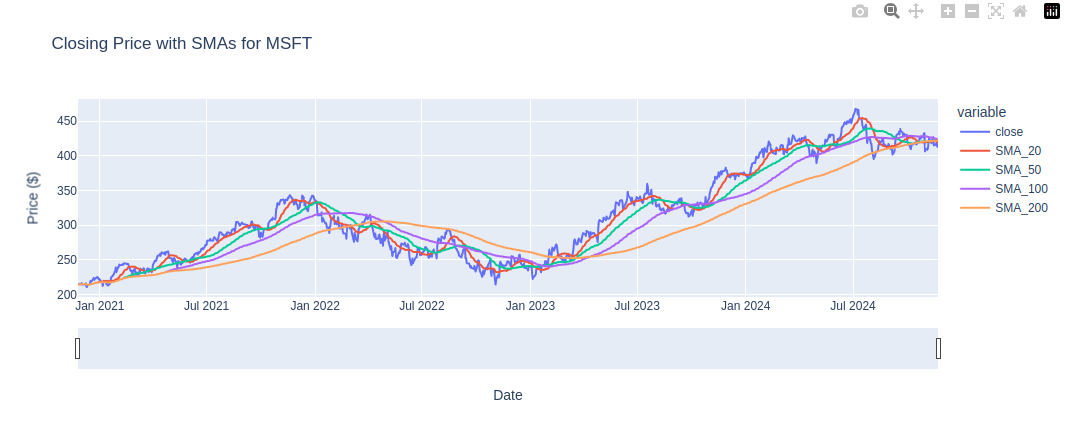 Closing Price with SMAs for MSFT
Price ($)
450
400
350
300
250
200
Jan 2021
Jul 2021
Jan 2022
Jul 2022
Jan 2023
Jul 2023
Jan 2024
Jul 2024
Date
variable
close
SMA_20
SMA_50
SMA_100
SMA_200